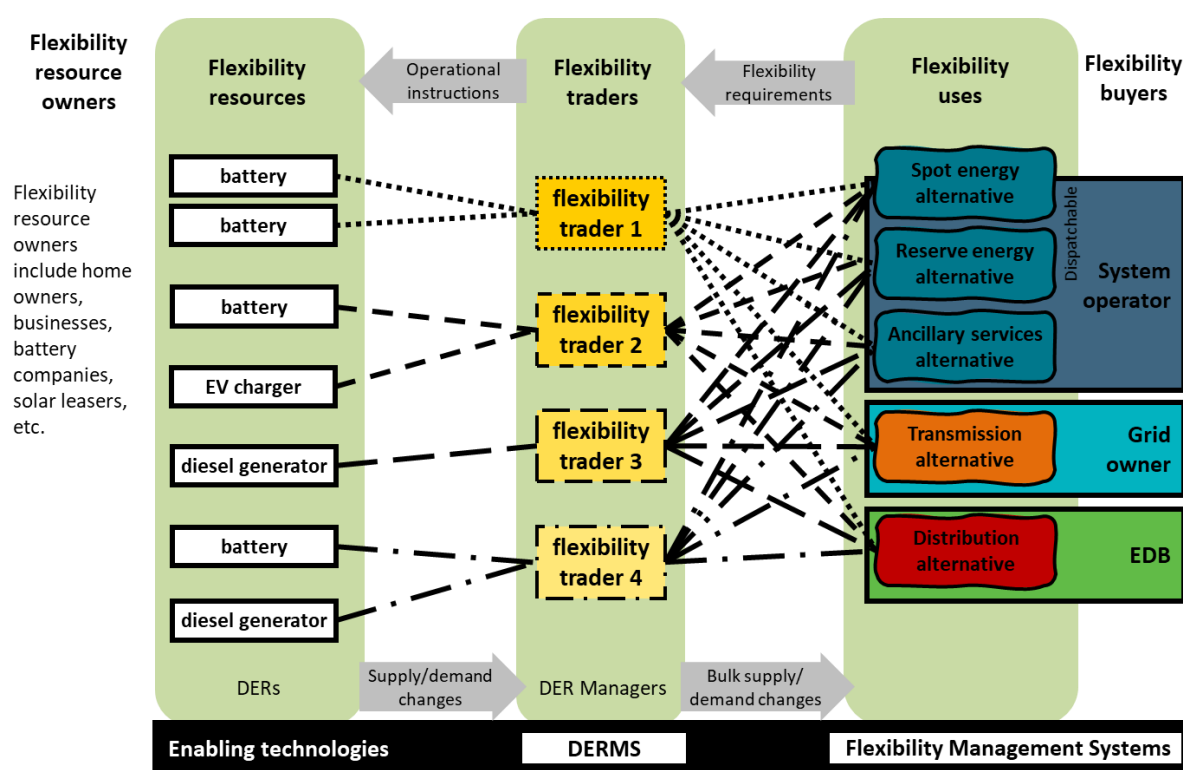 Flexibility
resource
owners
Flexibility
resource
owners
include home
owners,
businesses,
battery
companies,
solar leasers,
etc.
Flexibility
resources
battery
battery
battery
EV charger
diesel generator
battery
diesel generator
DERs
Operational
instructions
Supply/demand
changes
Flexibility
traders
flexibility
trader 1
flexibility
trader 2
flexibility
trader 3
flexibility
trader 4
DER Managers
Flexibility
requirements
Bulk supply/
demand changes
Flexibility
uses
Spot energy
alternative
Reserve energy
alternative
Ancillary services
alternative
Transmission
alternative
Distribution
alternative
Dispatchable
Flexibility
buyers
System
operator
Grid
owner
EDB
Enabling technologies
DERMS
Flexibility Management Systems